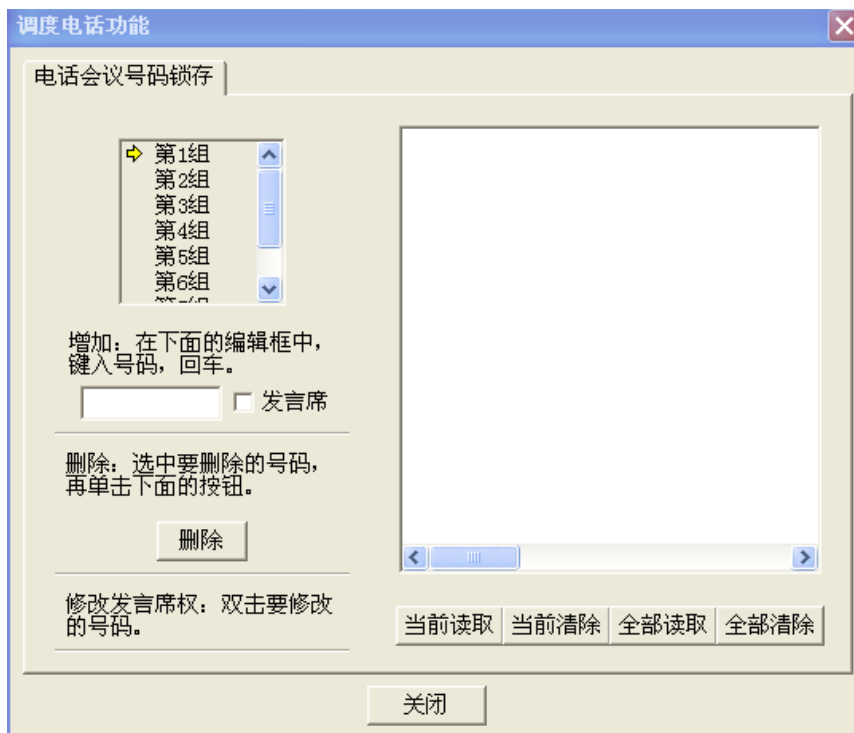 调度电话功能
电话会议号码锁存
第1组
第2组
第3组
第4组
第5组
第6组
增加：在下面的编辑框中，
键入号码，回车。
发言席
删除：选中要删除的号码，
再单击下面的按钮。
删除
修改发言席权：双击要修改
的号码。
当前读取 当前清除 全部读取 全部清除
关闭